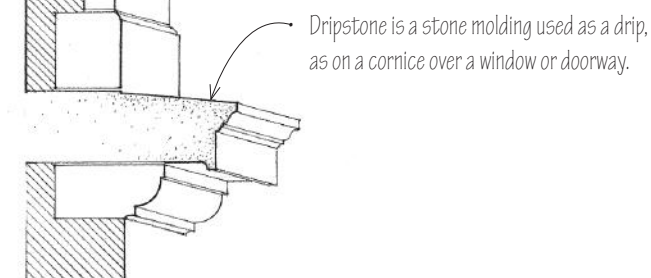 Dripstone is a stone molding used as a drip,
as on a cornice over a window or doorway.